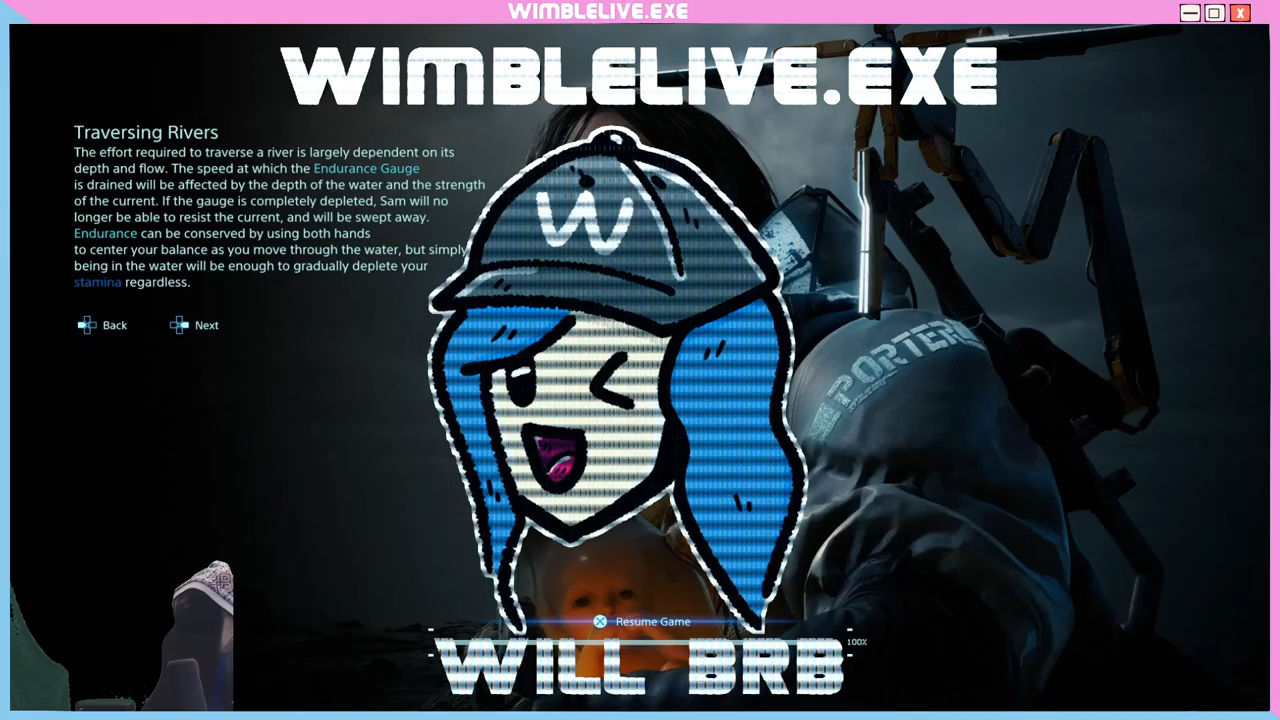 WIMBLELIVE.EXE
WIMBLELIVE.EXE
Traversing Rivers
The effort required to traverse a river is largely dependent on its
depth and flow. The speed at which the Endurance Gauge
is drained will be affected by the depth of the water and the strength
of the current. If the gauge is completely depleted, Sam will no
longer be able to resist the current, and will be swept away.
Endurance can be conserved by using both hands
to center your balance as you move through the water, but simply
being in the water will be enough to gradually deplete your
stamina regardless.
Back Next
W
PORTER
Resume Game
100%
WILL BRB